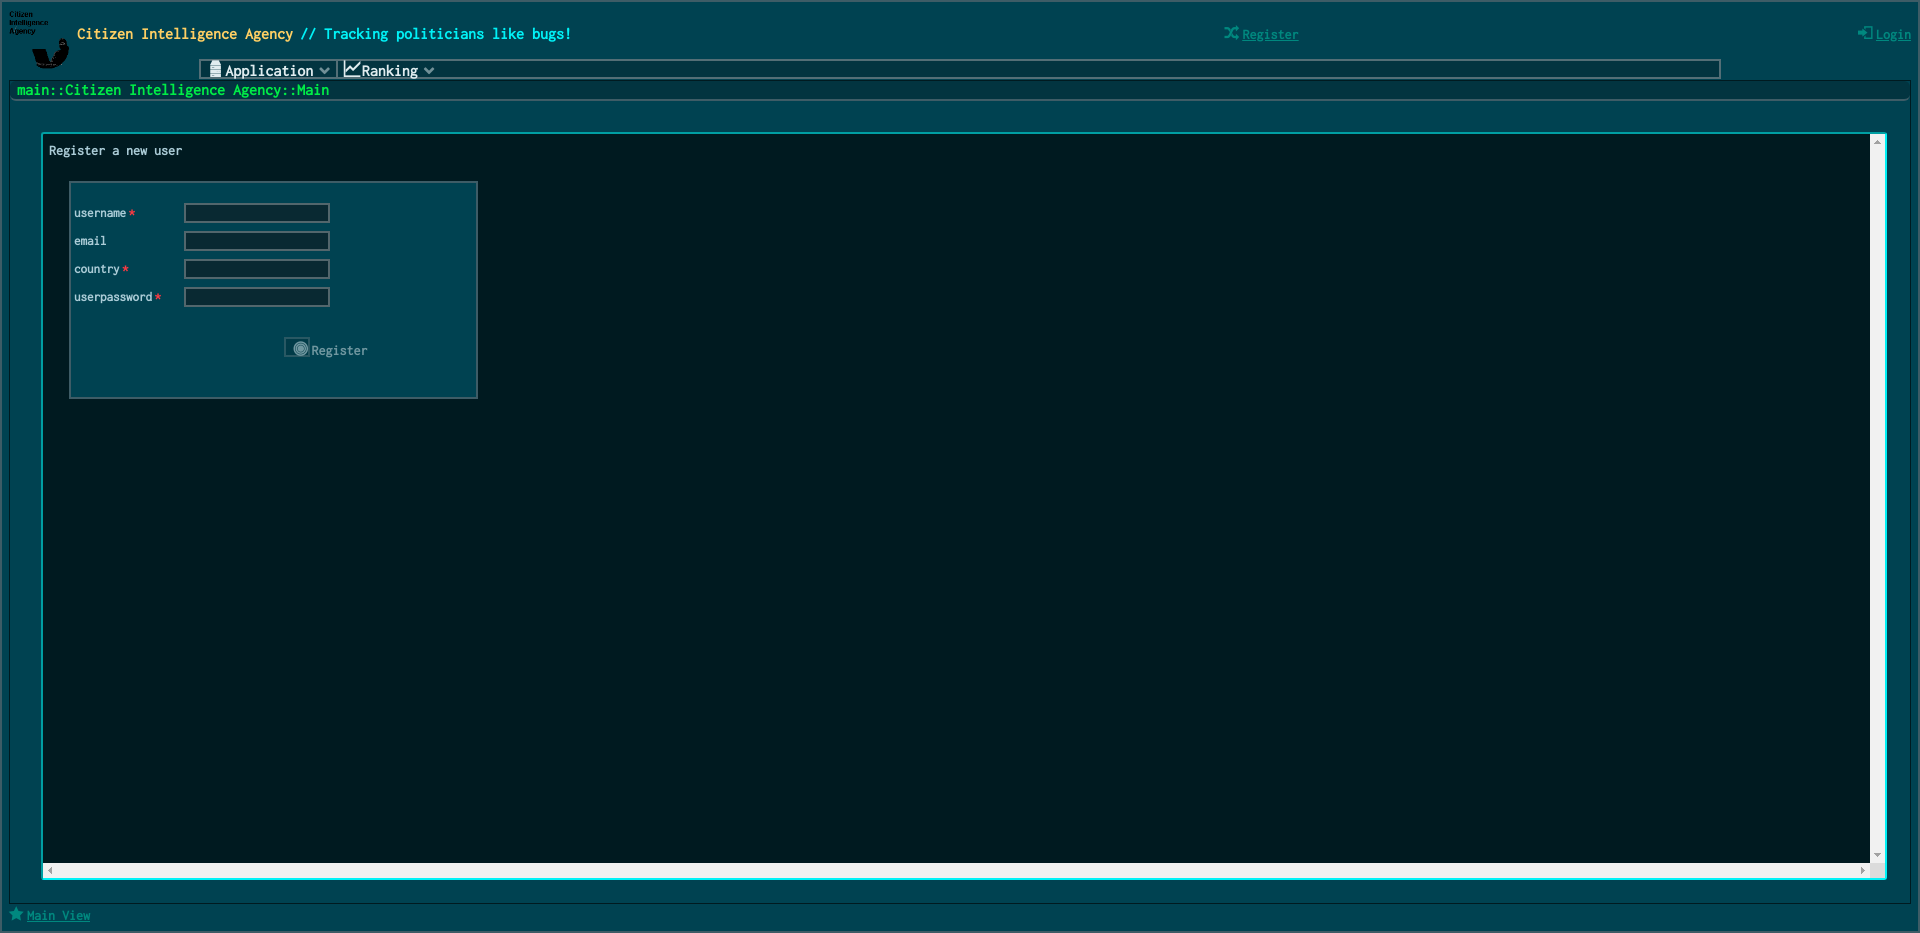 Citizen
Intelligence
Agency
Citizen Intelligence Agency // Tracking politicians like bugs!
Register
Login
Application
Ranking
main::Citizen Intelligence Agency::Main
Register a new user
username*
email
country*
userpassword*
Register
Main View